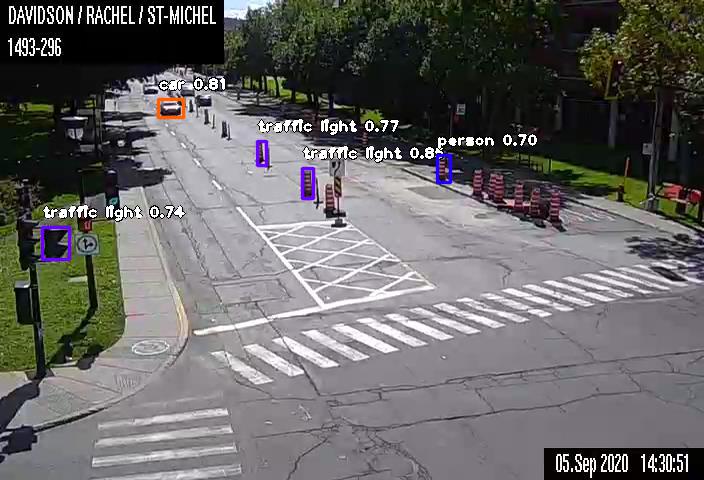 DAVIDSON / RACHEL / ST-MICHEL
1493-296
car 0.81
traffic light 0.77
traffic light 0.8
person 0.70
traffic light 0.74
05.Sep 2020 14:30:51